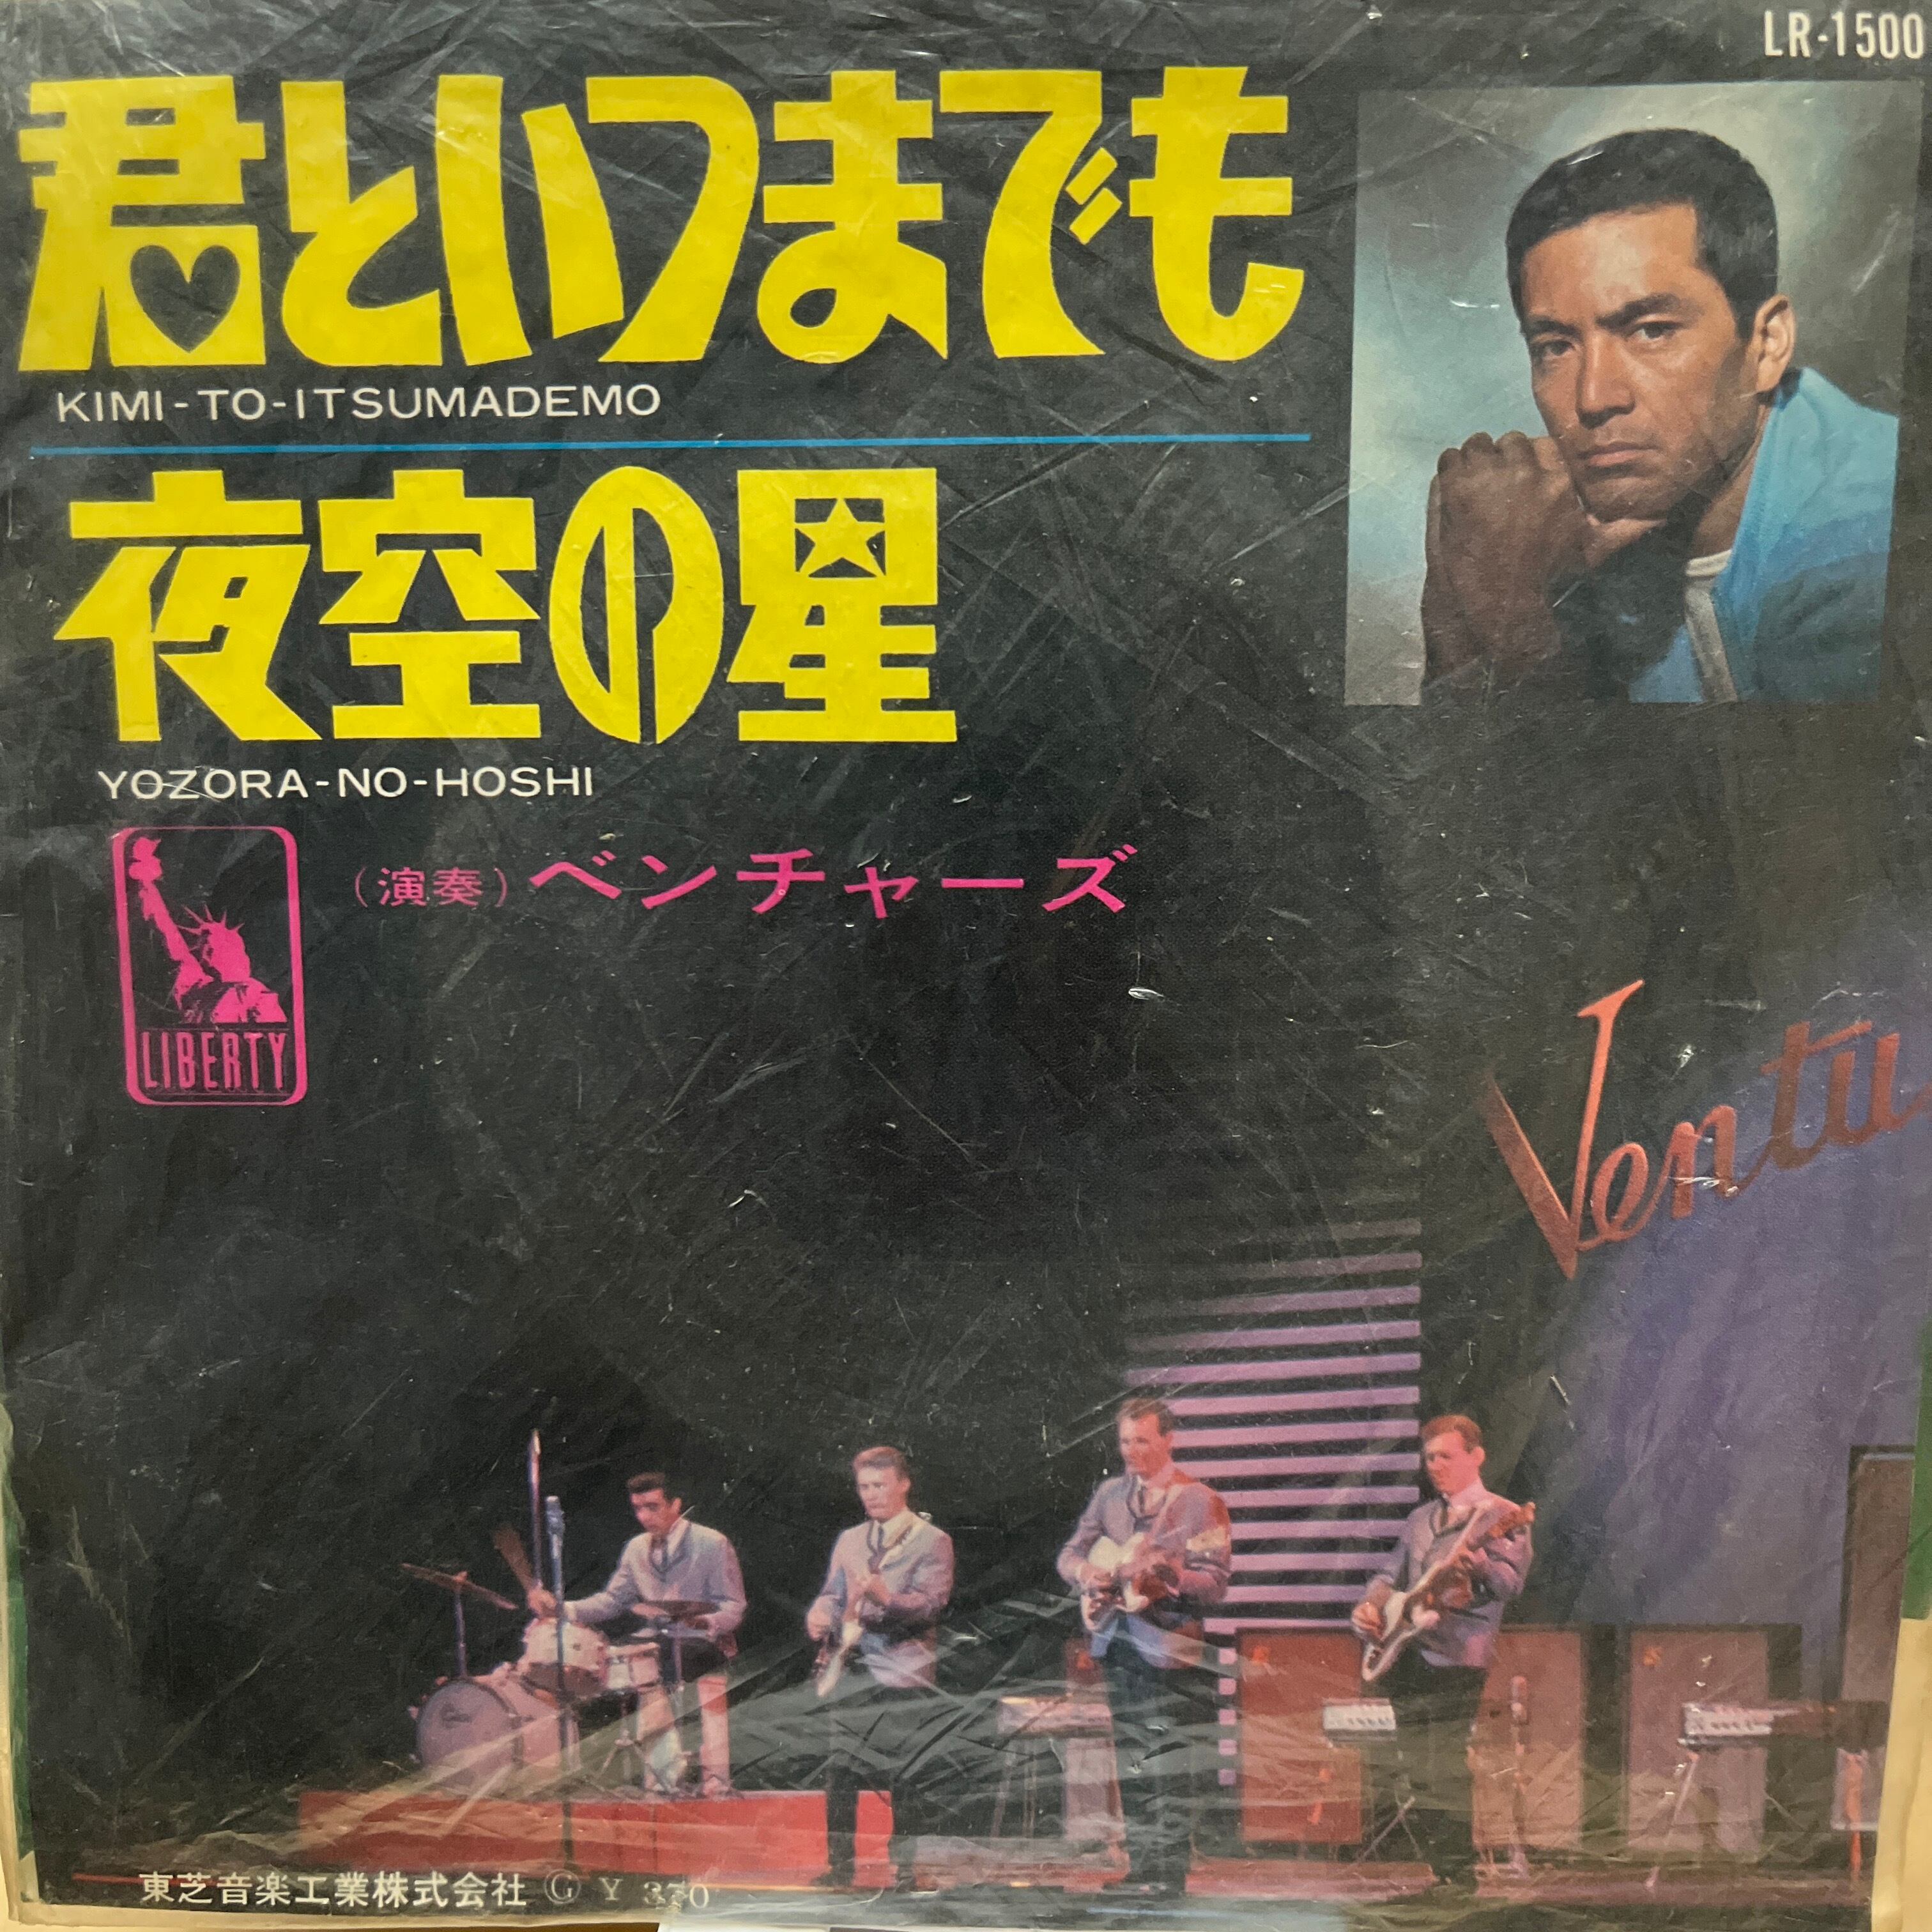 LR-1500
君といつまでも
KIMI-TO-ITSUMADEMO
夜空の星
YOZORA-NO-HOSHI
(演奏)ベンチャーズ
LIBERTY
Ventu
東芝音楽工業株式会社 Ⓖ Y 370